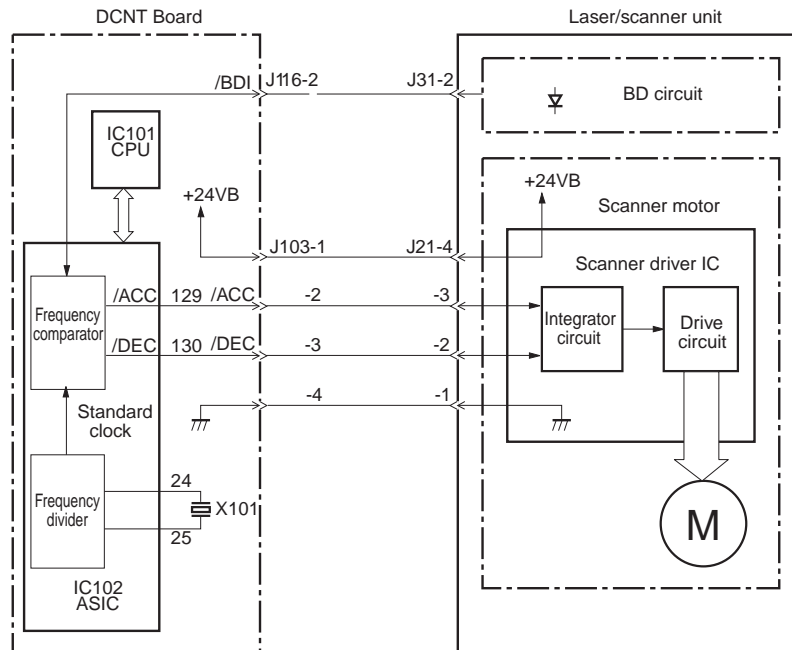 DCNT Board
Laser/scanner unit
/BDI
J116-2
J31-2
BD circuit
IC101
CPU
+24VB
+24VB
Scanner motor
J103-1
J21-4
Scanner driver IC
Frequency
comparator
/ACC
129
/ACC
-2
-3
Integrator
circuit
Drive
circuit
/DEC
130
/DEC
-3
-2
-4
-1
Standard
clock
Frequency
divider
24
X101
25
M
IC102
ASIC